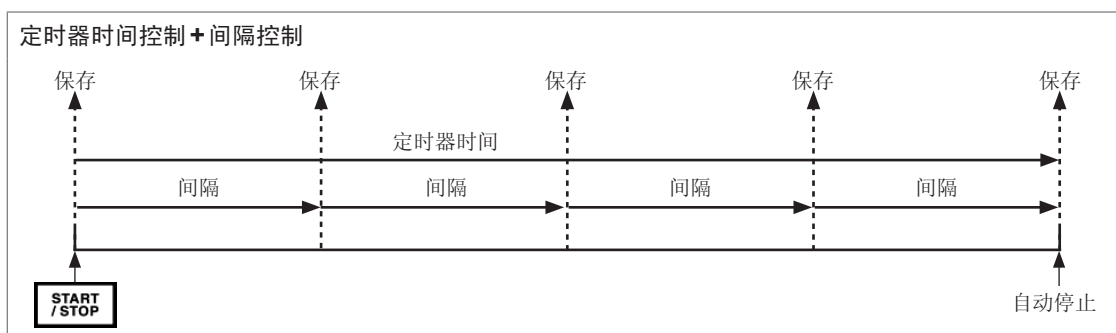 定时器时间控制+间隔控制
保存 保存 保存 保存 保存
定时器时间
间隔 间隔 间隔 间隔
START
/STOP
自动停止